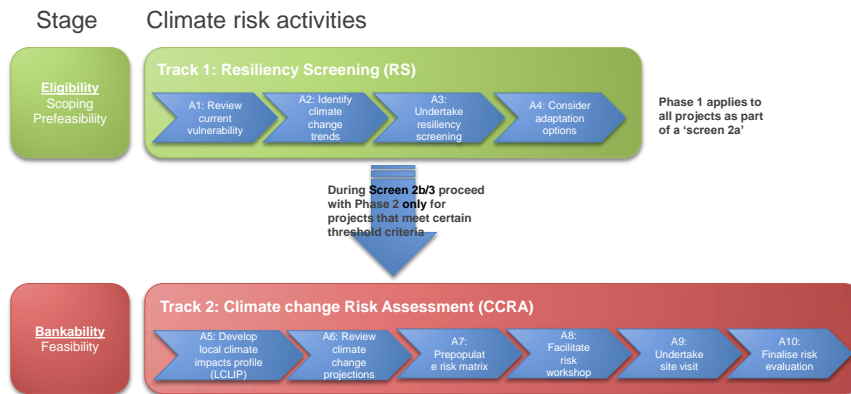 Stage
Climate risk activities
Eligibility
Scoping
Prefeasibility
Track 1: Resiliency Screening (RS)
A1: Review
current
vulnerability
A2: Identify
climate
change
trends
A3:
Undertake
resiliency
screening
A4: Consider
adaptation
options
Phase 1 applies to
all projects as part
of a ‘screen 2a’
During Screen 2b/3 proceed
with Phase 2 only for
projects that meet certain
threshold criteria
Bankability
Feasibility
Track 2: Climate change Risk Assessment (CCRA)
A5: Develop
local climate
impacts profile
(LCLIP)
A6: Review
climate
change
projections
A7:
Prepopulat
e risk matrix
A8:
Facilitate
risk
workshop
A9:
Undertake
site visit
A10:
Finalise risk
evaluation